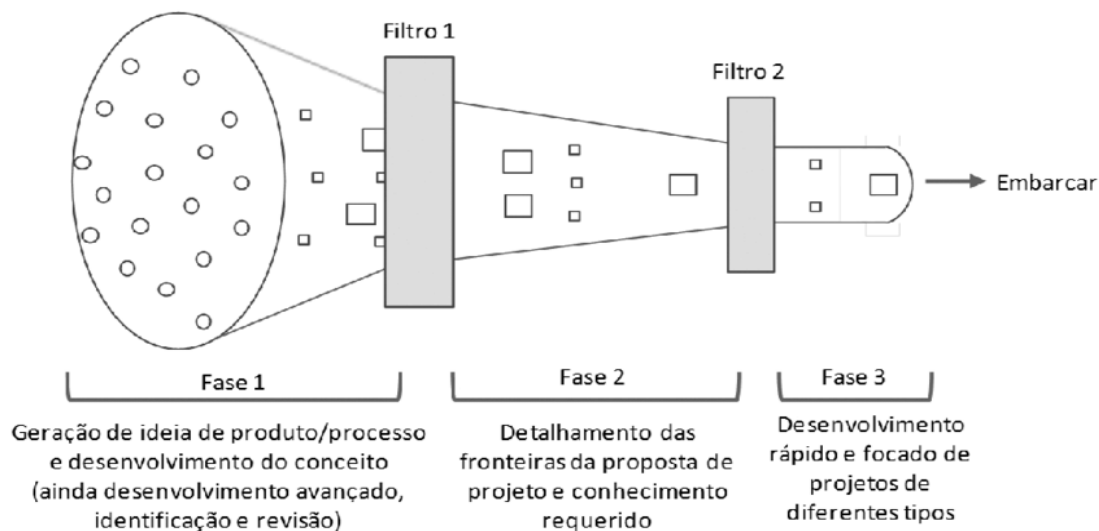 Filtro 1
Filtro 2
Embarcar
Fase 1
Fase 2
Fase 3
Geração de ideia de produto/processo
e desenvolvimento do conceito
(ainda desenvolvimento avançado,
identificação e revisão)
Detalhamento das
fronteiras da proposta de
projeto e conhecimento
requerido
Desenvolvimento
rápido e focado de
projetos de
diferentes tipos